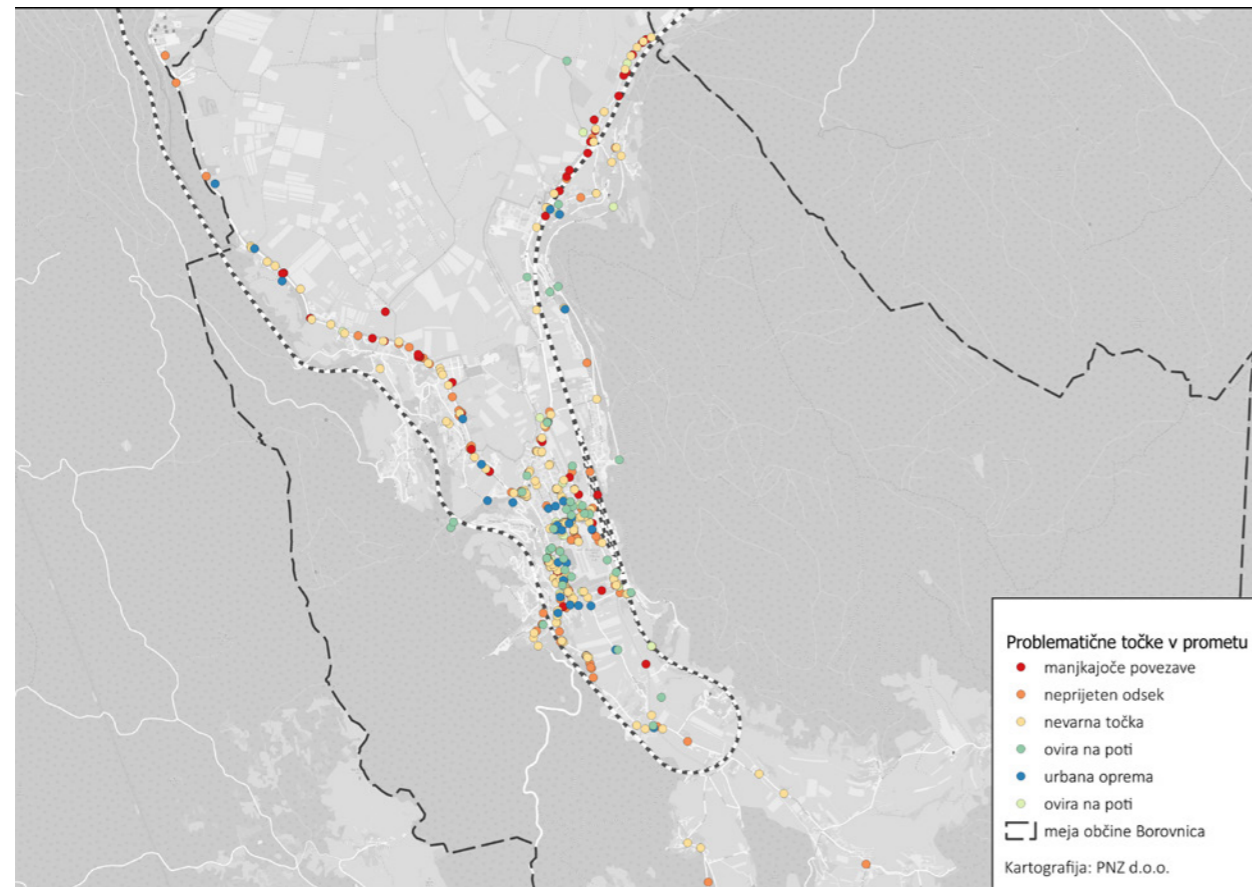 Problematične točke v prometu
manjkajoče povezave
neprijeten odsek
nevarna točka
ovira na poti
urbana oprema
ovira na poti
meja občine Borovnica
Kartografija: PNZ d.o.o.